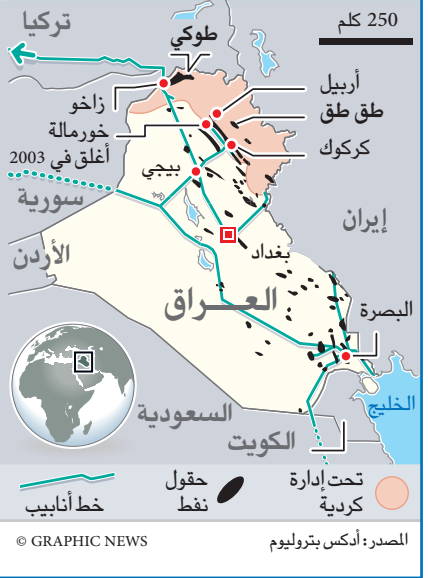 250 كلم
تركيا
طوكي
أربيل
زاخو
طق طق
خورمالة
كركوك
أغلق في 2003
بيجي
سورية
إيران
الأردن
بغداد
العـــراق
البصرة
الخليج
السعودية
الكويت
تحت إدارة
كردية
حقول
نفط
خط أنابيب
المصدر: أدكس بتروليوم
© GRAPHIC NEWS